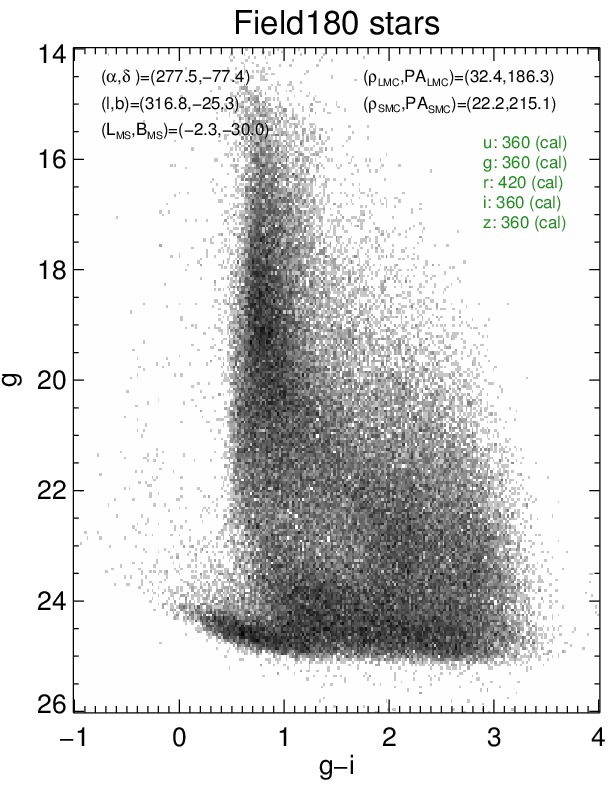 Field180 stars
(α,δ )=(277.5,−77.4)
(ρLMC,PALMC)=(32.4,186.3)
(l,b)=(316.8,−25.3)
(ρSMC,PASMC)=(22.2,215.1)
(LMS,BMS)=(−2.3,−30.0)
u: 360 (cal)
g: 360 (cal)
r: 420 (cal)
i: 360 (cal)
z: 360 (cal)
14
16
18
20
22
24
26
g
−1 0 1 2 3 4
g−i